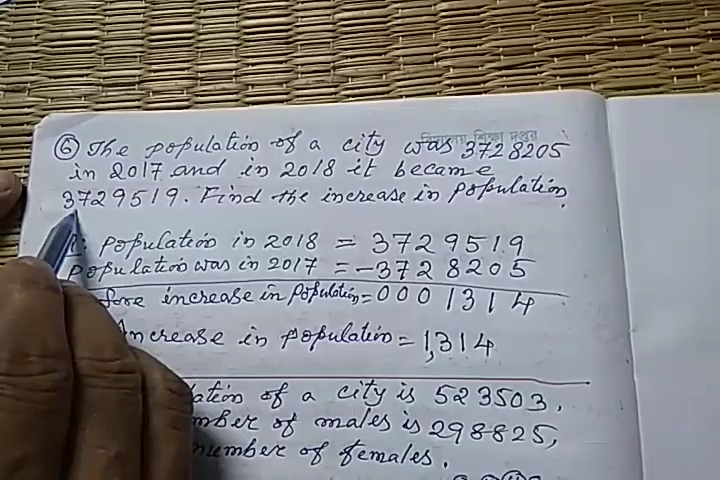 ⑥ The population of a city was 3728205
in 2017 and in 2018 it became
3729519. Find the increase in population.
population in 2018 = 3729519
population was in 2017 = -3728205
fore increase in population = 0001314
Increase in population = 1,314
lation of a city is 523503,
mber of males is 298825,
number of females.